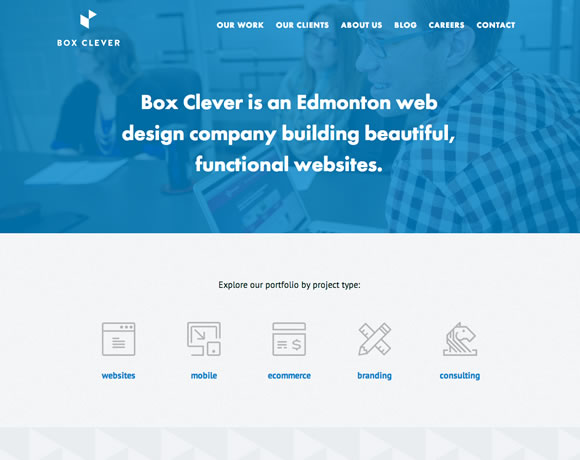 BOX CLEVER
OUR WORK OUR CLIENTS ABOUT US BLOG CAREERS CONTACT
Box Clever is an Edmonton web
design company building beautiful,
functional websites.
Explore our portfolio by project type:
websites mobile ecommerce branding consulting